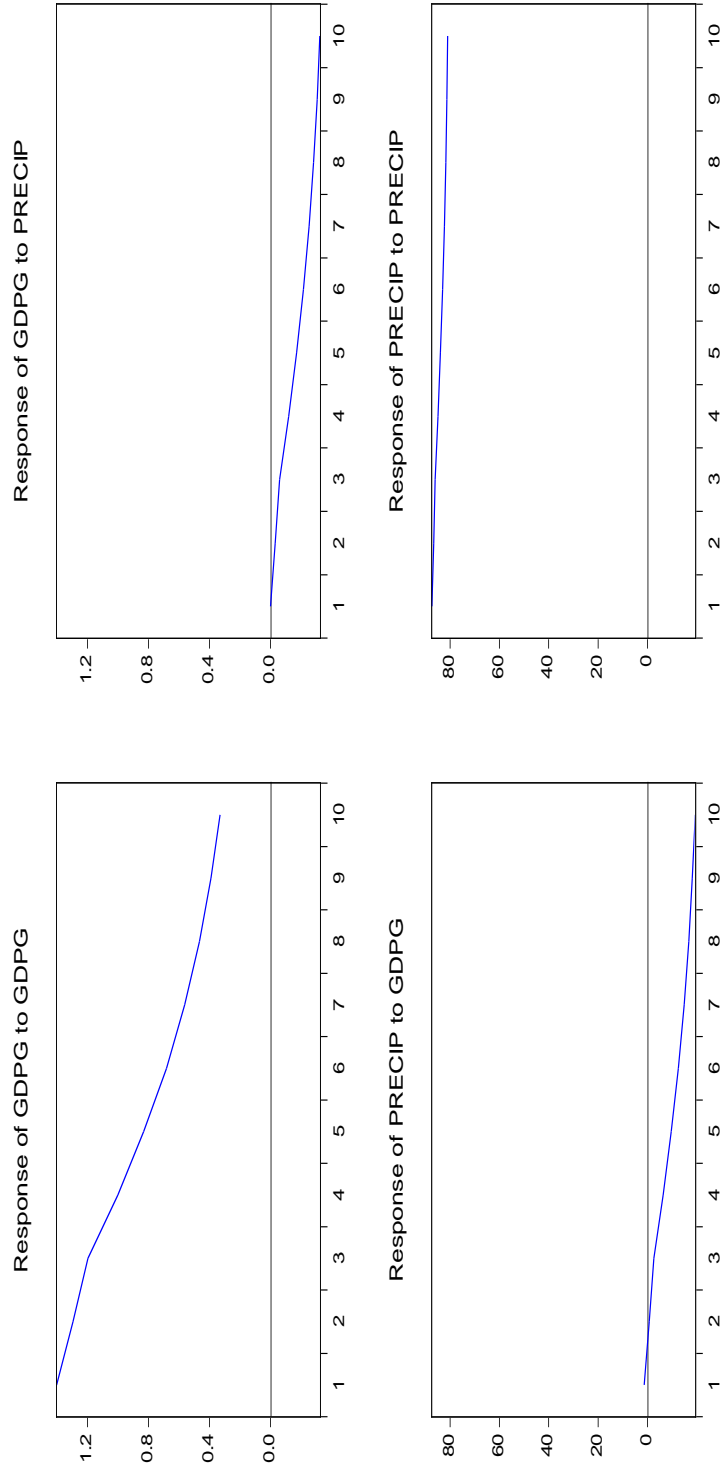 Response of GDPG to GDPG
1.2
0.8
0.4
0.0
1 2 3 4 5 6 7 8 9 10
Response of GDPG to PRECIP
1.2
0.8
0.4
0.0
1 2 3 4 5 6 7 8 9 10
Response of PRECIP to GDPG
80
60
40
20
0
1 2 3 4 5 6 7 8 9 10
Response of PRECIP to PRECIP
80
60
40
20
0
1 2 3 4 5 6 7 8 9 10